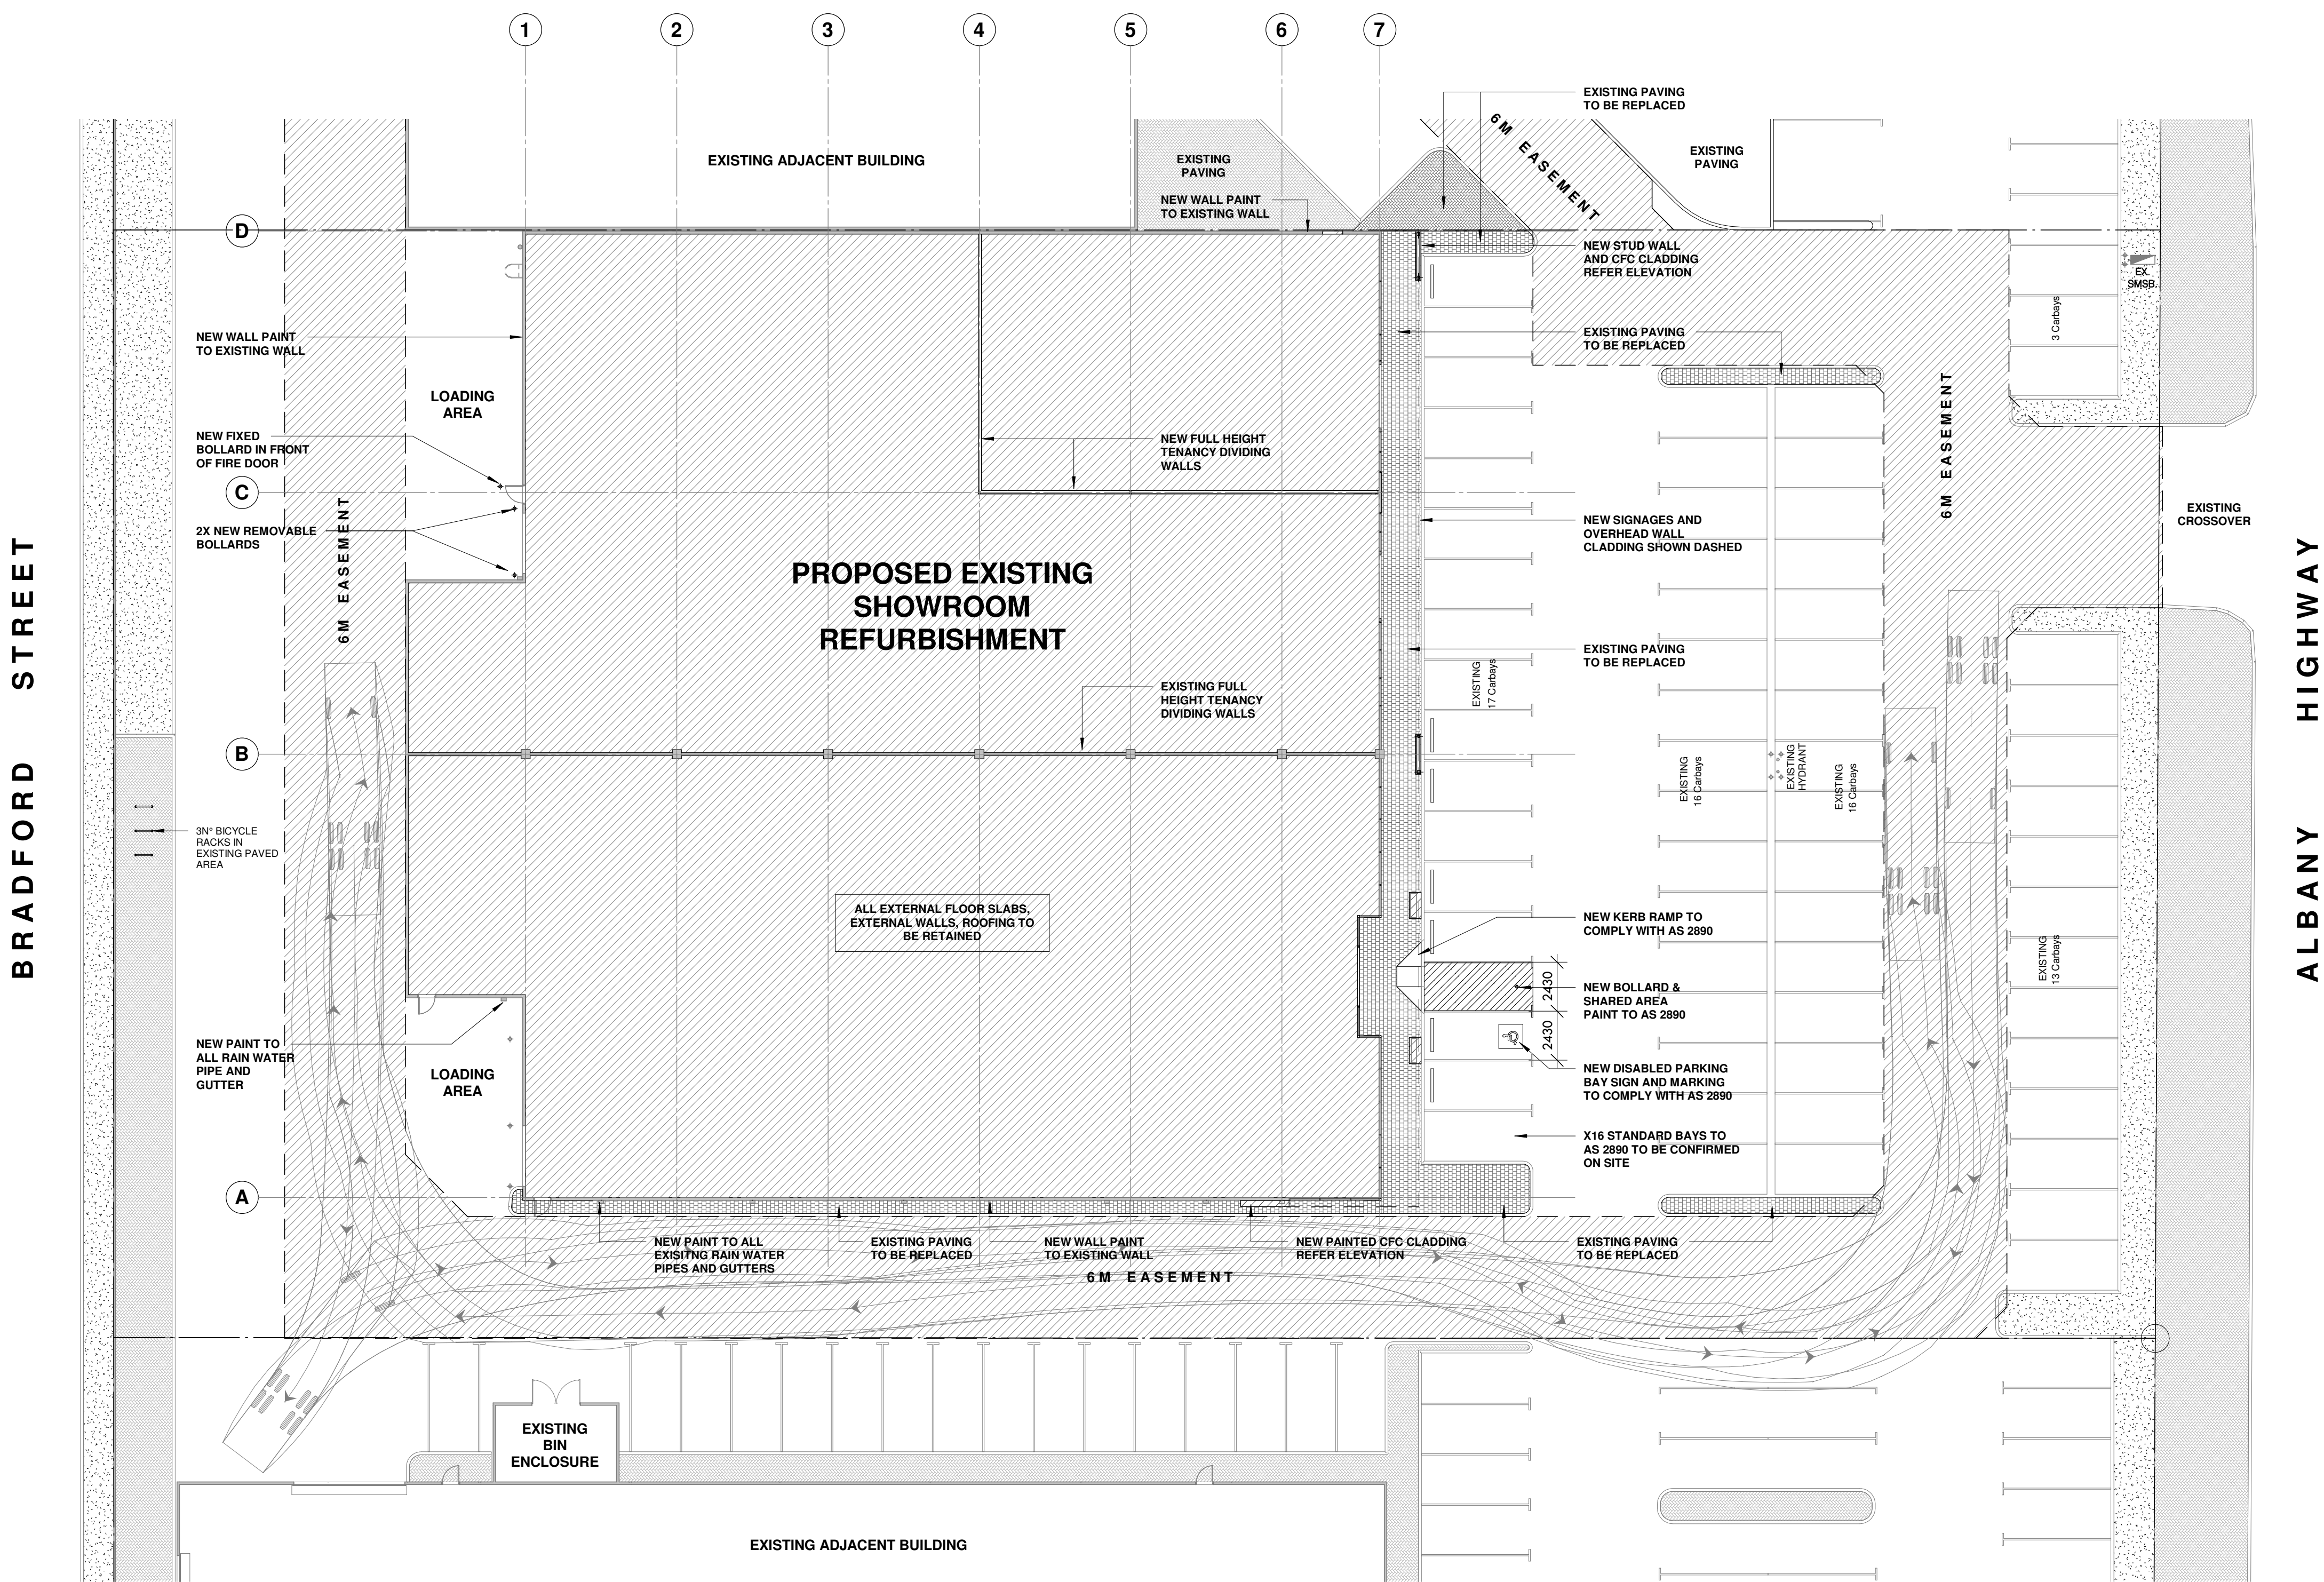 1
2
3
4
5
6
7
EXISTING PAVING
TO BE REPLACED
6M EASEMENT
EXISTING ADJACENT BUILDING
EXISTING
PAVING
EXISTING
PAVING
NEW WALL PAINT
TO EXISTING WALL
D
NEW STUD WALL
AND CFC CLADDING
REFER ELEVATION
EX.
SMSB.
3 Carbays
NEW WALL PAINT
TO EXISTING WALL
EXISTING PAVING
TO BE REPLACED
LOADING
AREA
6M EASEMENT
NEW FIXED
BOLLARD IN FRONT
OF FIRE DOOR
NEW FULL HEIGHT
TENANCY DIVIDING
WALLS
C
2X NEW REMOVABLE
BOLLARDS
6M EASEMENT
NEW SIGNAGES AND
OVERHEAD WALL
CLADDING SHOWN DASHED
EXISTING
CROSSOVER
PROPOSED EXISTING
SHOWROOM
REFURBISHMENT
BRADFORD STREET
ALBANY HIGHWAY
EXISTING PAVING
TO BE REPLACED
EXISTING
17 Carbays
EXISTING FULL
HEIGHT TENANCY
DIVIDING WALLS
B
EXISTING
16 Carbays
EXISTING
HYDRANT
EXISTING
16 Carbays
3N° BICYCLE
RACKS IN
EXISTING PAVED
AREA
ALL EXTERNAL FLOOR SLABS,
EXTERNAL WALLS, ROOFING TO
BE RETAINED
NEW KERB RAMP TO
COMPLY WITH AS 2890
EXISTING
13 Carbays
2430
NEW BOLLARD &
SHARED AREA
PAINT TO AS 2890
2430
NEW PAINT TO
ALL RAIN WATER
PIPE AND
GUTTER
LOADING
AREA
NEW DISABLED PARKING
BAY SIGN AND MARKING
TO COMPLY WITH AS 2890
X16 STANDARD BAYS TO
AS 2890 TO BE CONFIRMED
ON SITE
A
NEW PAINT TO ALL
EXISITNG RAIN WATER
PIPES AND GUTTERS
EXISTING PAVING
TO BE REPLACED
NEW WALL PAINT
TO EXISTING WALL
NEW PAINTED CFC CLADDING
REFER ELEVATION
EXISTING PAVING
TO BE REPLACED
6M EASEMENT
EXISTING
BIN
ENCLOSURE
EXISTING ADJACENT BUILDING